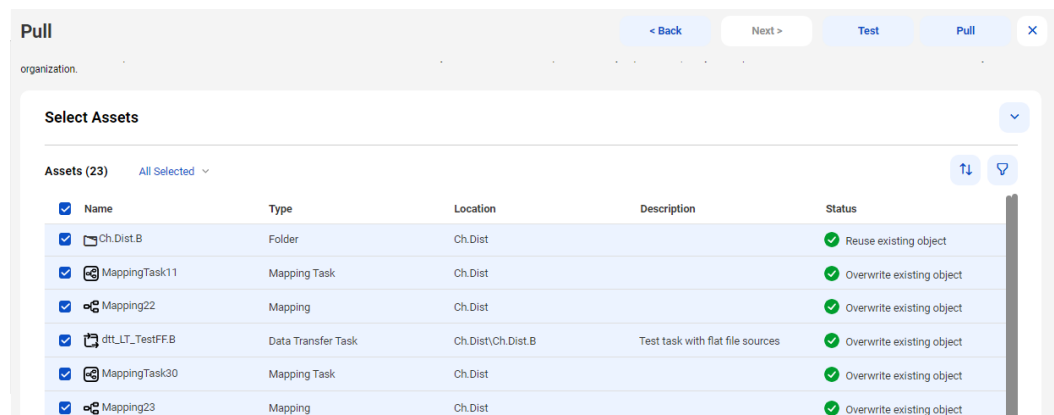 Pull
< Back
Next >
Test
Pull
organization.
Select Assets
Assets (23)
All Selected
Name Type Location Description Status
Ch.Dist.B Folder Ch.Dist Reuse existing object
MappingTask11 Mapping Task Ch.Dist Overwrite existing object
Mapping22 Mapping Ch.Dist Overwrite existing object
dtt_LT_TestFF.B Data Transfer Task Ch.Dist\Ch.Dist.B Test task with flat file sources Overwrite existing object
MappingTask30 Mapping Task Ch.Dist Overwrite existing object
Mapping23 Mapping Ch.Dist Overwrite existing object